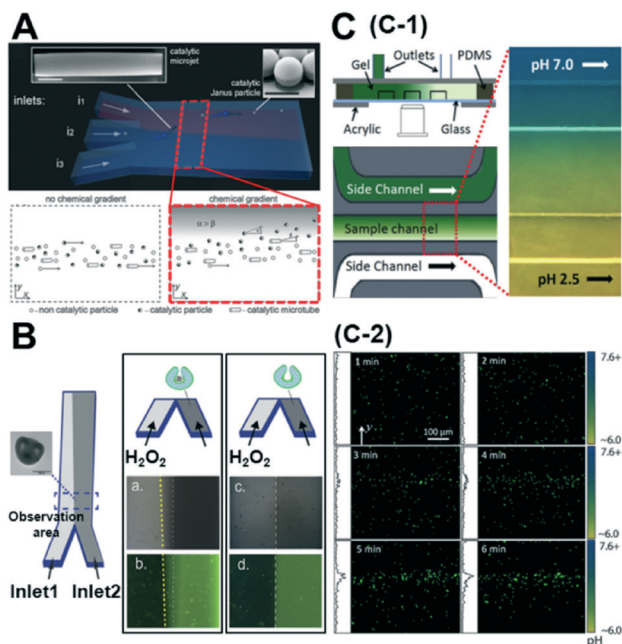 A
catalytic
microjet
catalytic
Janus
particle
inlets:
i1
i2
i3
no chemical gradient
chemical gradient
α > β
y
x
y
x
○-non catalytic particle
-catalytic particle
-catalytic microtube
B
Observation
area
Inlet1 Inlet2
H₂O₂
a.
b.
H₂O₂
c.
d.
C (C-1)
Outlets
PDMS
Gel
Acrylic
Glass
Side Channel
Sample channel
Side Channel
pH 7.0
pH 2.5
(C-2)
1 min
2 min
7.6+
y
100 μm
~6.0
3 min
4 min
7.6+
~6.0
5 min
6 min
7.6+
~6.0
pH